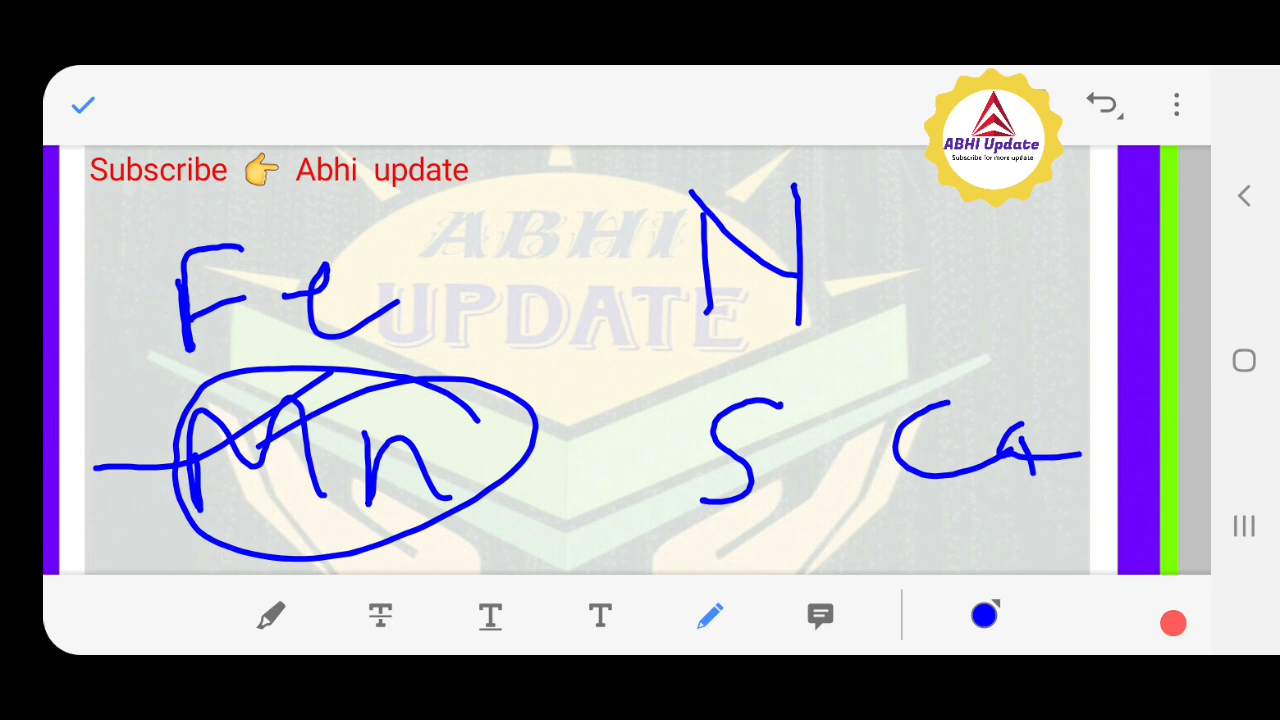 ABHI Update
Subscribe for more update
Subscribe 👉 Abhi update
ABHI
UPDATE
Fe
N
Mn
S
Ca
T
T
T